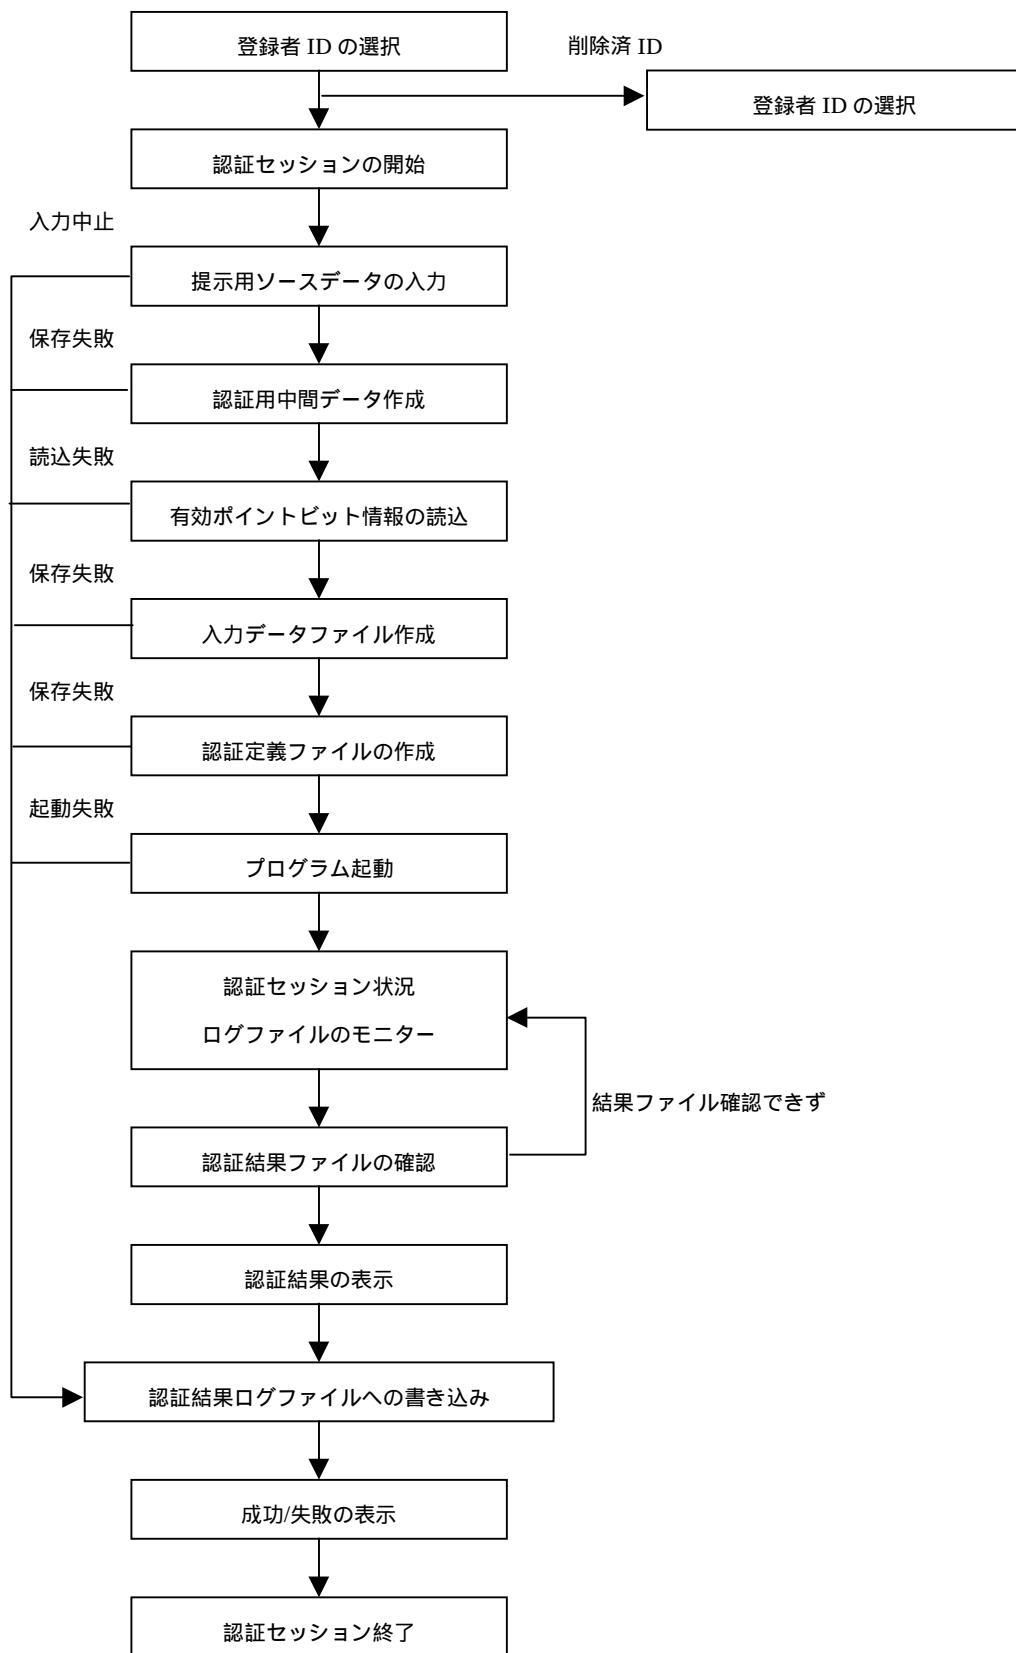 登録者 ID の選択
削除済 ID
登録者 ID の選択
認証セッションの開始
入力中止
提示用ソースデータの入力
保存失敗
認証用中間データ作成
読込失敗
有効ポイントビット情報の読込
保存失敗
入力データファイル作成
保存失敗
認証定義ファイルの作成
起動失敗
プログラム起動
認証セッション状況
ログファイルのモニター
結果ファイル確認できず
認証結果ファイルの確認
認証結果の表示
認証結果ログファイルへの書き込み
成功/失敗の表示
認証セッション終了